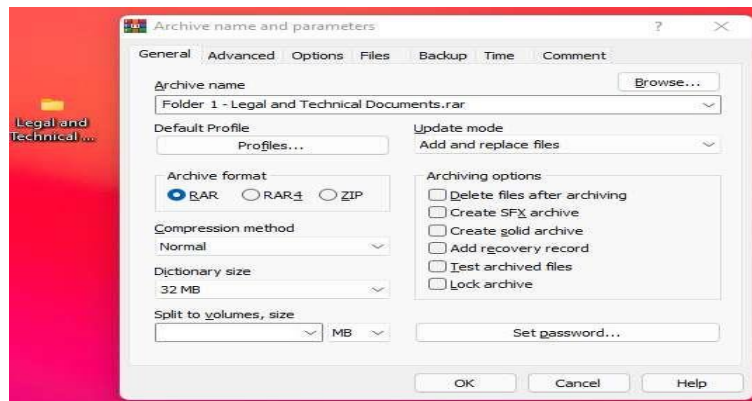 Archive name and parameters
?
General Advanced Options Files Backup Time Comment
Archive name
Browse...
Folder 1 - Legal and Technical Documents.rar
Legal and
Technical ...
Default Profile
Profiles...
Update mode
Add and replace files
Archive format
RAR RAR4 ZIP
Compression method
Normal
Dictionary size
32 MB
Split to volumes, size
MB
Archiving options
Delete files after archiving
Create SFX archive
Create solid archive
Add recovery record
Test archived files
Lock archive
Set password...
OK Cancel Help